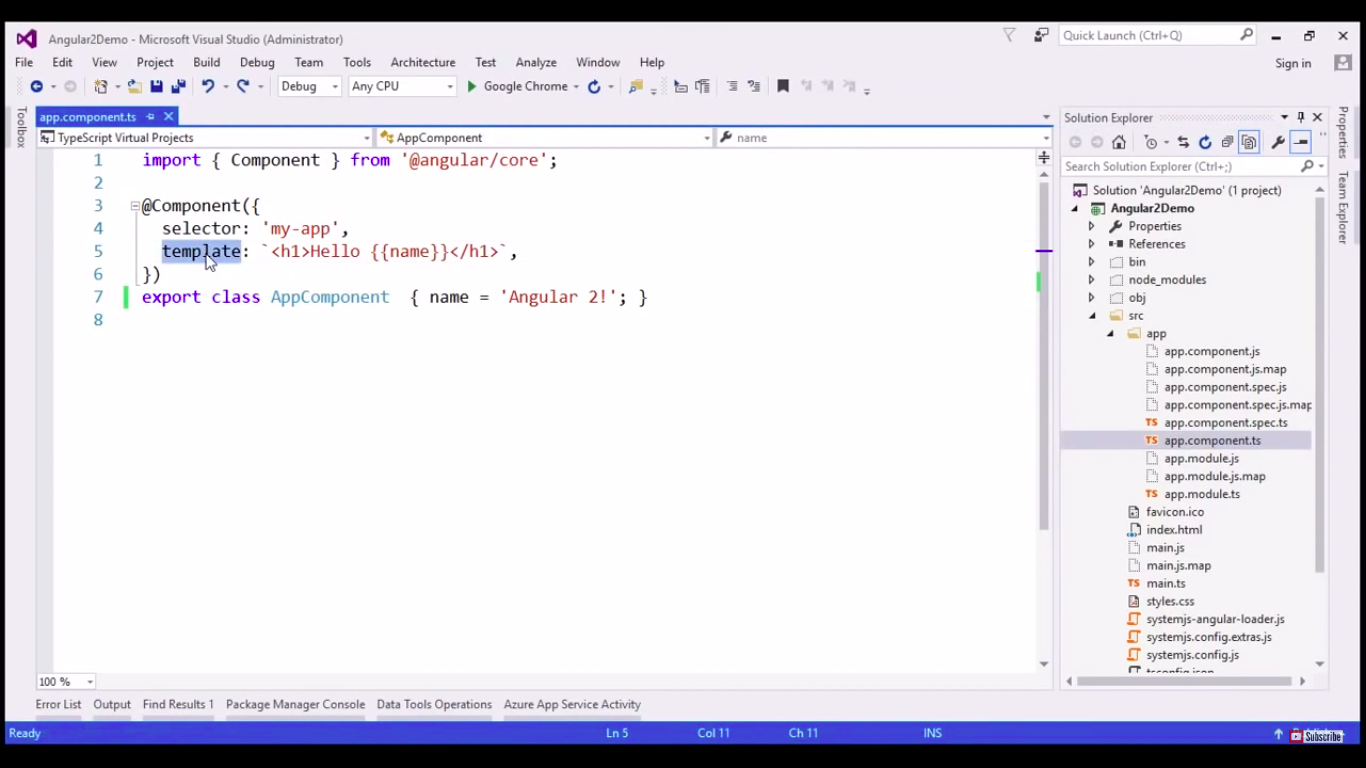 Angular2Demo - Microsoft Visual Studio (Administrator)
Quick Launch (Ctrl+Q)
File Edit View Project Build Debug Team Tools Architecture Test Analyze Window Help
Sign in
Debug Any CPU Google Chrome
Toolbox
app.component.ts
TypeScript Virtual Projects AppComponent name
1 import { Component } from '@angular/core';
2
3 @Component({
4 selector: 'my-app',
5 template: `<h1>Hello {{name}}</h1>`,
6 })
7 export class AppComponent { name = 'Angular 2!'; }
8
100 %
Solution Explorer
Search Solution Explorer (Ctrl+;)
Solution 'Angular2Demo' (1 project)
Angular2Demo
Properties
References
bin
node_modules
obj
src
app
app.component.js
app.component.js.map
app.component.spec.js
app.component.spec.js.map
app.component.spec.ts
app.component.ts
app.module.js
app.module.js.map
app.module.ts
favicon.ico
index.html
main.js
main.js.map
main.ts
styles.css
systemjs-angular-loader.js
systemjs.config.extras.js
systemjs.config.js
tsconfig.json
Properties
Team Explorer
Error List Output Find Results 1 Package Manager Console Data Tools Operations Azure App Service Activity
Ready Ln 5 Col 11 Ch 11 INS
Subscribe